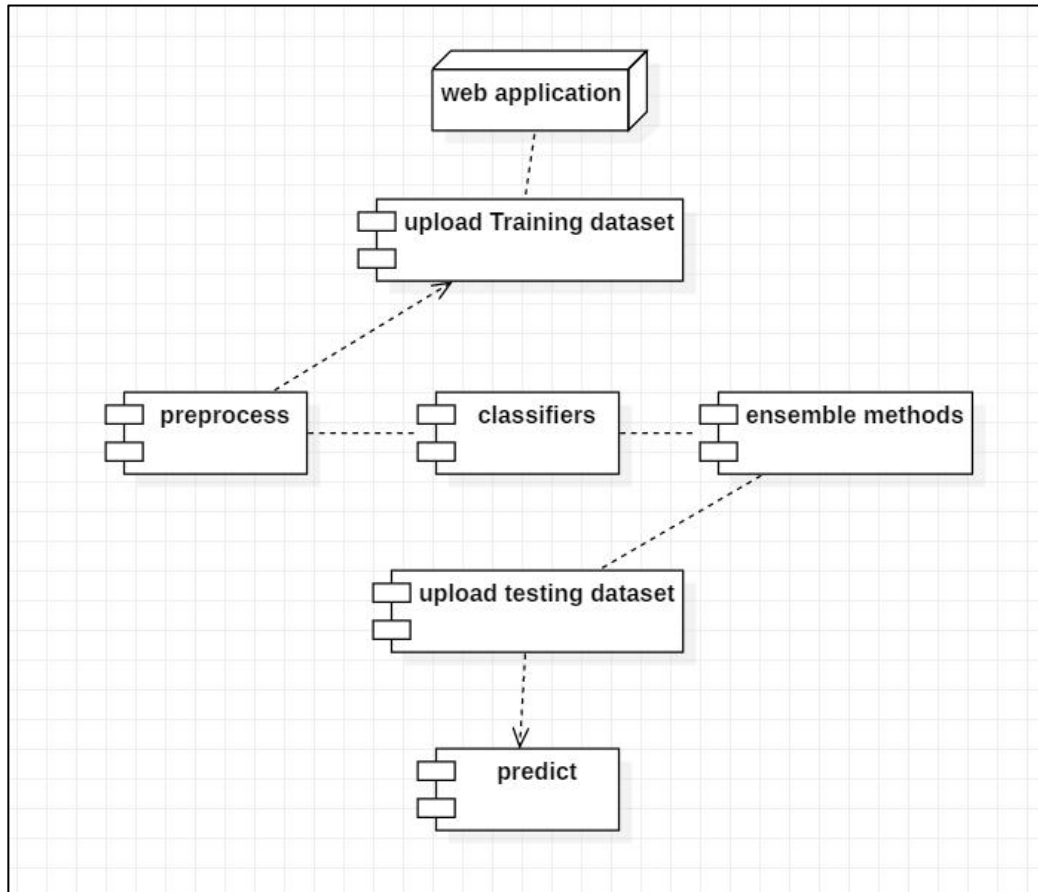 web application
upload Training dataset
preprocess
classifiers
ensemble methods
upload testing dataset
predict